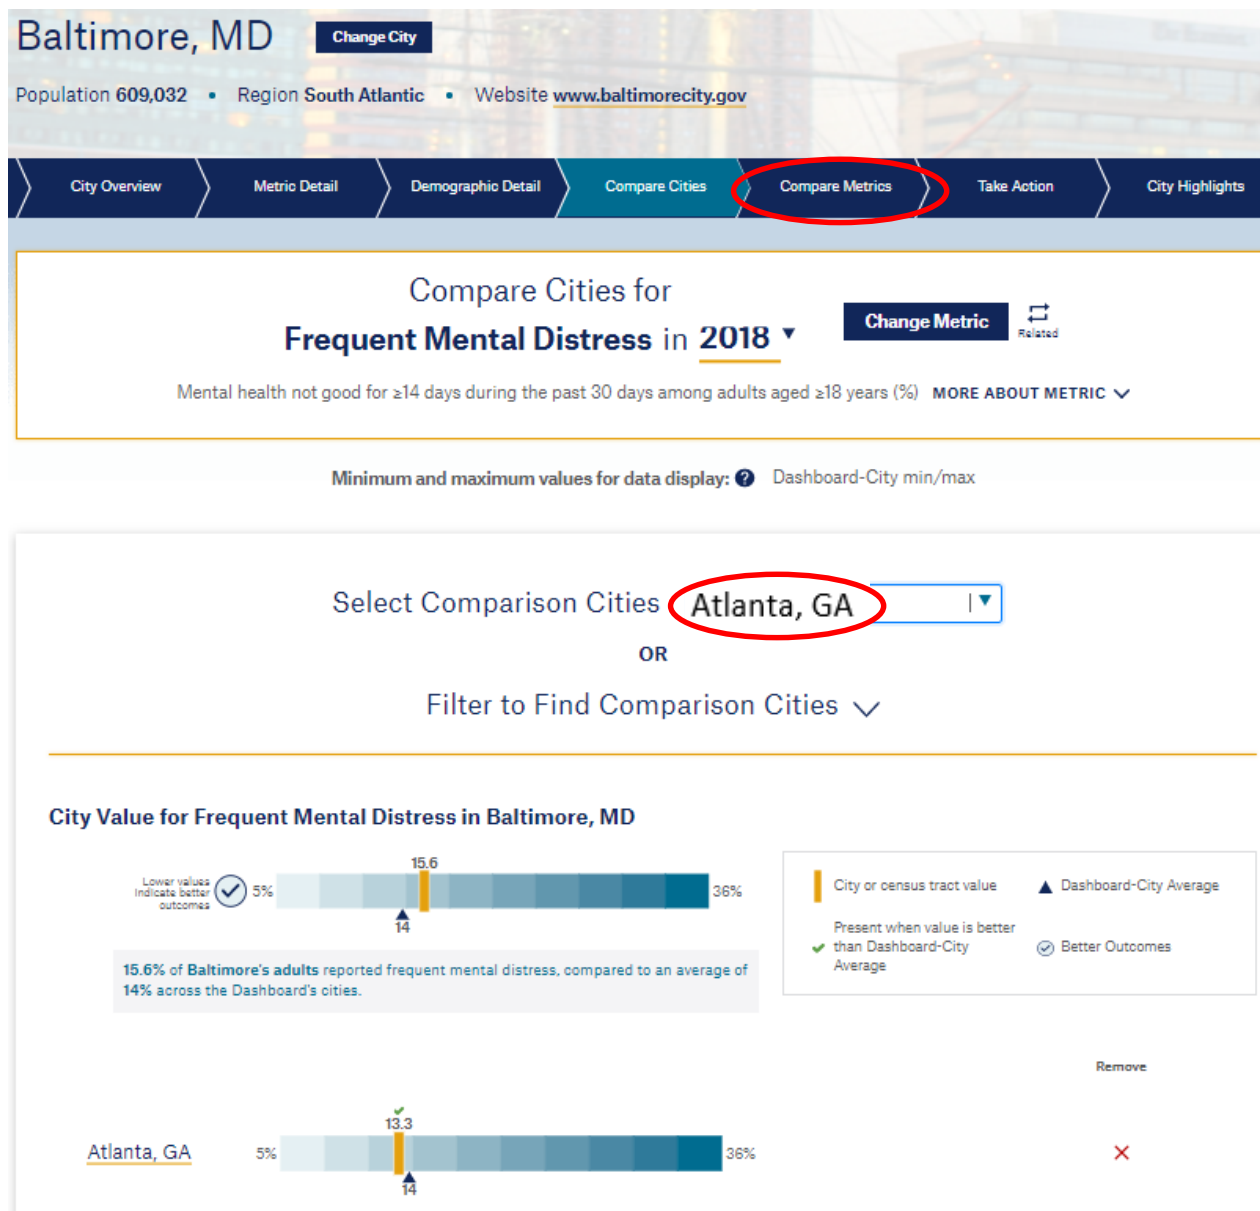 Baltimore, MD
Change City
Population 609,032 • Region South Atlantic • Website www.baltimorecity.gov
City Overview
Metric Detail
Demographic Detail
Compare Cities
Compare Metrics
Take Action
City Highlights
Compare Cities for
Frequent Mental Distress in 2018
Change Metric
Related
Mental health not good for ≥14 days during the past 30 days among adults aged ≥18 years (%) MORE ABOUT METRIC
Minimum and maximum values for data display: ? Dashboard-City min/max
Select Comparison Cities Atlanta, GA
OR
Filter to Find Comparison Cities
City Value for Frequent Mental Distress in Baltimore, MD
15.6
Lower values
indicate better
outcomes
5%
36%
14
15.6% of Baltimore's adults reported frequent mental distress, compared to an average of
14% across the Dashboard's cities.
City or census tract value
Dashboard-City Average
Present when value is better
than Dashboard-City
Average
Better Outcomes
Remove
13.3
Atlanta, GA
5%
36%
14